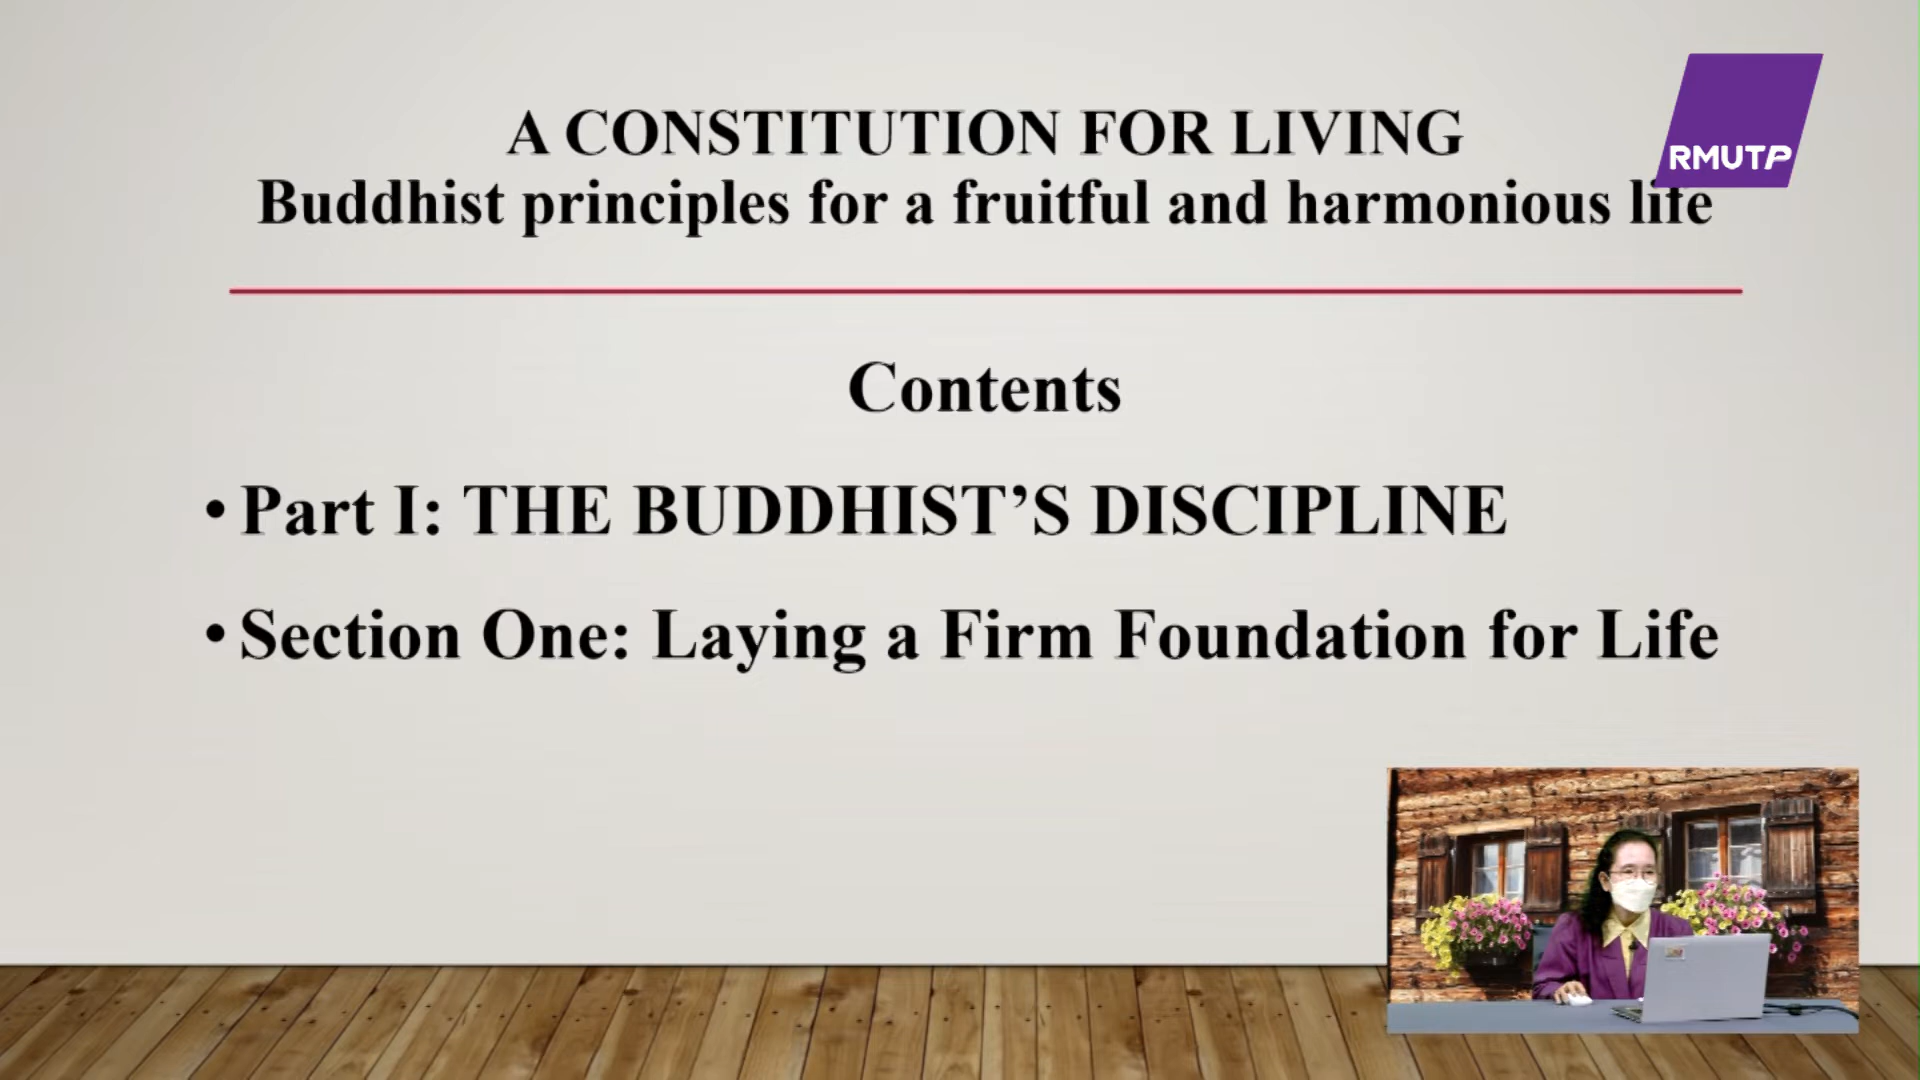 A CONSTITUTION FOR LIVING
Buddhist principles for a fruitful and harmonious life
RMUTP
Contents
• Part I: THE BUDDHIST’S DISCIPLINE
• Section One: Laying a Firm Foundation for Life